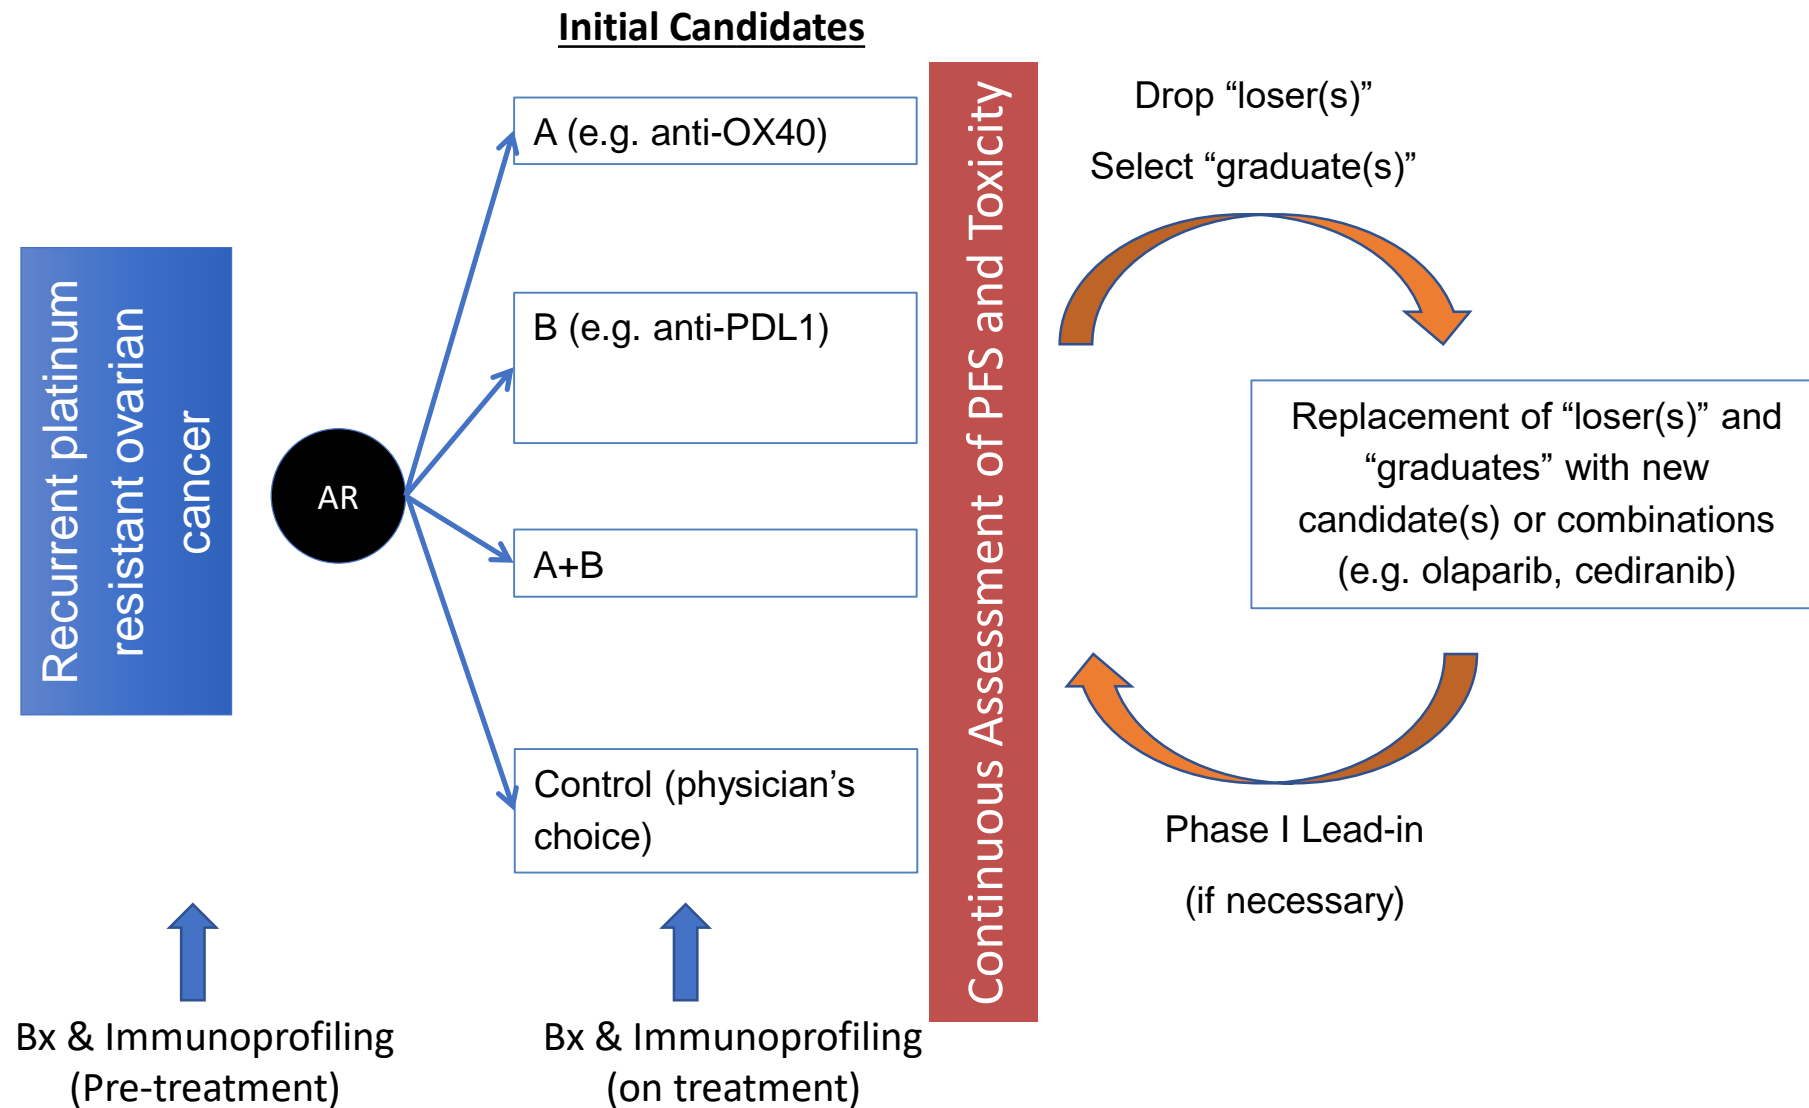 Initial Candidates
Recurrent platinum
resistant ovarian
cancer
AR
A (e.g. anti-OX40)
B (e.g. anti-PDL1)
A+B
Control (physician’s
choice)
Continuous Assessment of PFS and Toxicity
Drop “loser(s)”
Select “graduate(s)”
Replacement of “loser(s)” and
“graduates” with new
candidate(s) or combinations
(e.g. olaparib, cediranib)
Phase I Lead-in
(if necessary)
Bx & Immunoprofiling
(Pre-treatment)
Bx & Immunoprofiling
(on treatment)